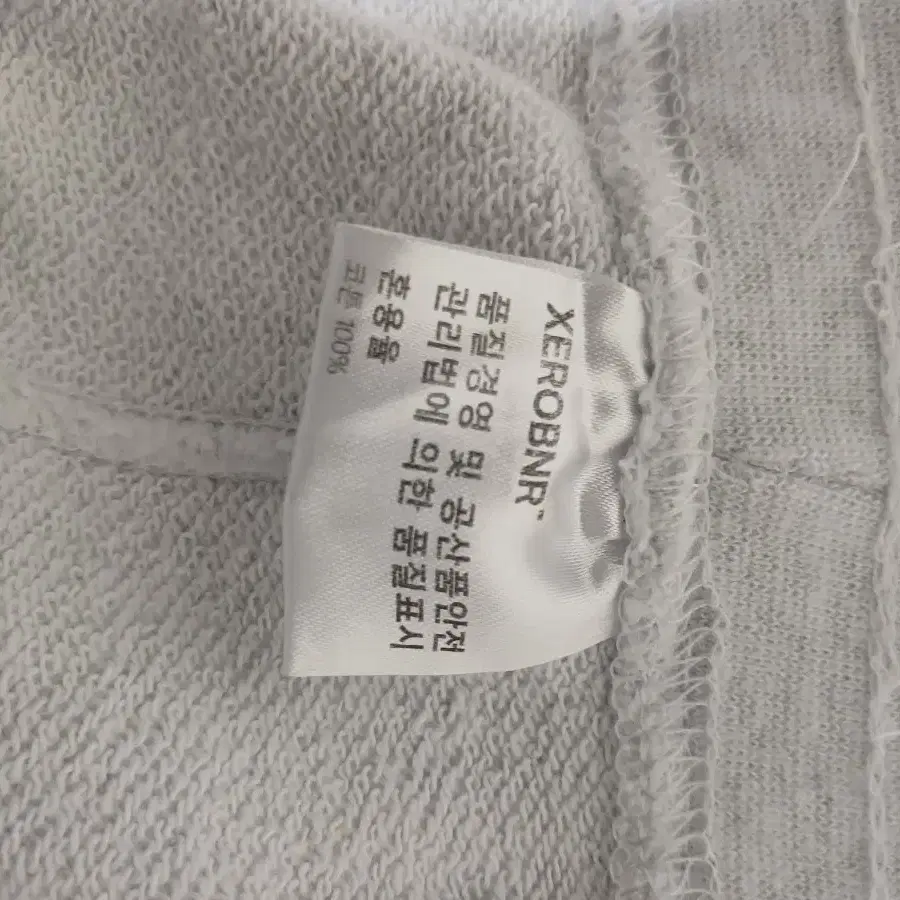 XEROBNR™
품질경영 및 공산품안전
관리법에 의한 품질표시
혼용율
코튼 100%